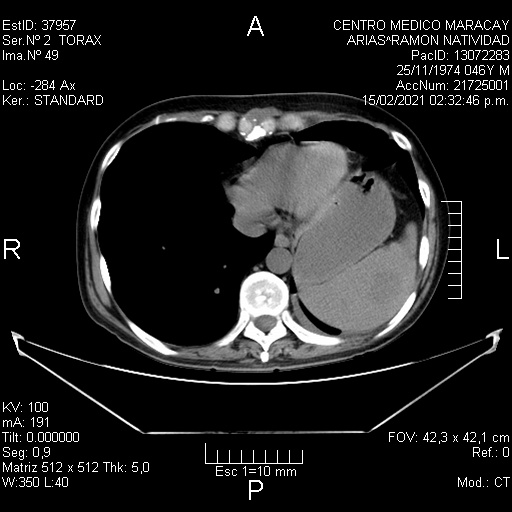 EstID: 37957
Ser.Nº 2 TORAX
Ima.Nº 49
Loc: -284 Ax
Ker.: STANDARD
A
CENTRO MEDICO MARACAY
ARIAS^RAMON NATIVIDAD
PacID: 13072283
25/11/1974 046Y M
AccNum: 21725001
15/02/2021 02:32:46 p.m.
R
L
KV: 100
mA: 191
Tilt: 0.000000
Seg: 0,9
Matriz 512 x 512 Thk: 5,0
W:350 L:40
Esc 1=10 mm
P
FOV: 42,3 x 42,1 cm
Ref.: 0
Mod.: CT